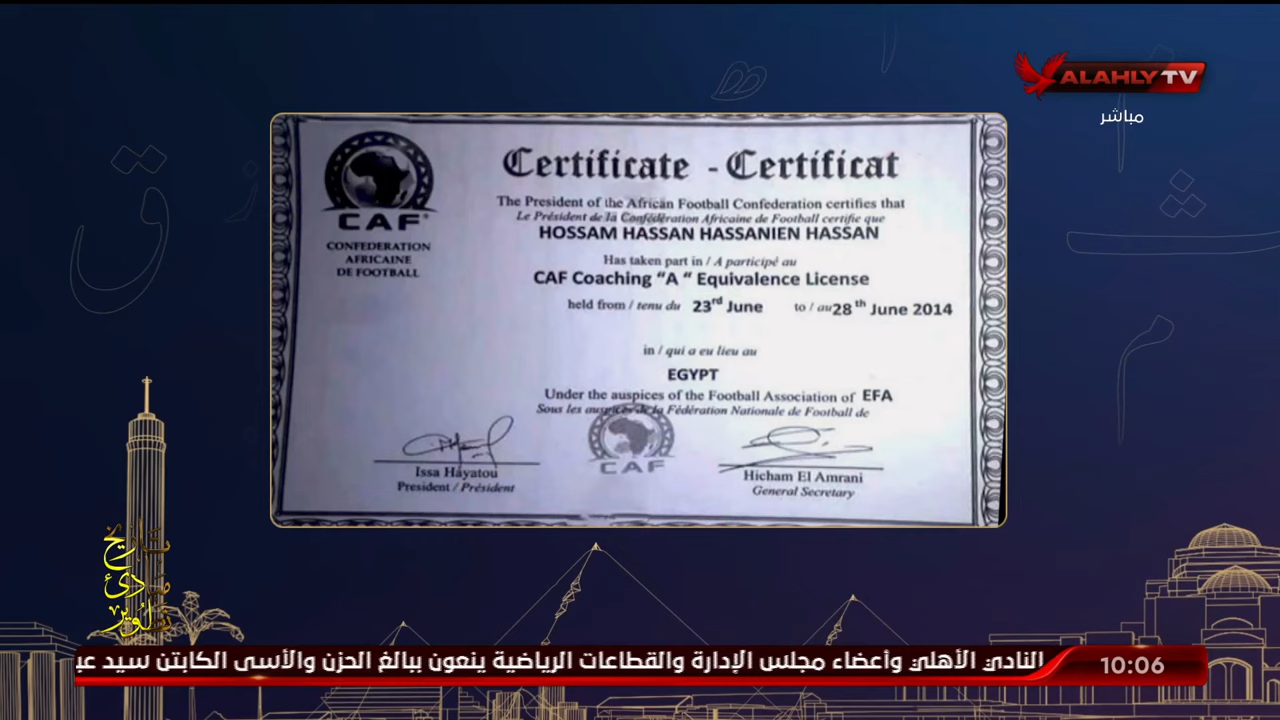 ALAHLY TV
مباشر
Certificate - Certificat
The President of the African Football Confederation certifies that
Le Président de la Confédération Africaine de Football certifie que
HOSSAM HASSAN HASSANIEN HASSAN
Has taken part in / A participé au
CAF Coaching “A “ Equivalence License
held from / tenu du 23rd June to / au 28th June 2014
in / qui a eu lieu au
EGYPT
Under the auspices of the Football Association of EFA
Sous les auspices de la Fédération Nationale de Football de
CAF
CONFEDERATION
AFRICAINE
DE FOOTBALL
CAF
Issa Hayatou
President / Président
Hicham El Amrani
General Secretary
تاريخ
مبادئ
تطوير
النادي الأهلي وأعضاء مجلس الإدارة والقطاعات الرياضية ينعون ببالغ الحزن والأسى الكابتن سيد
10:06